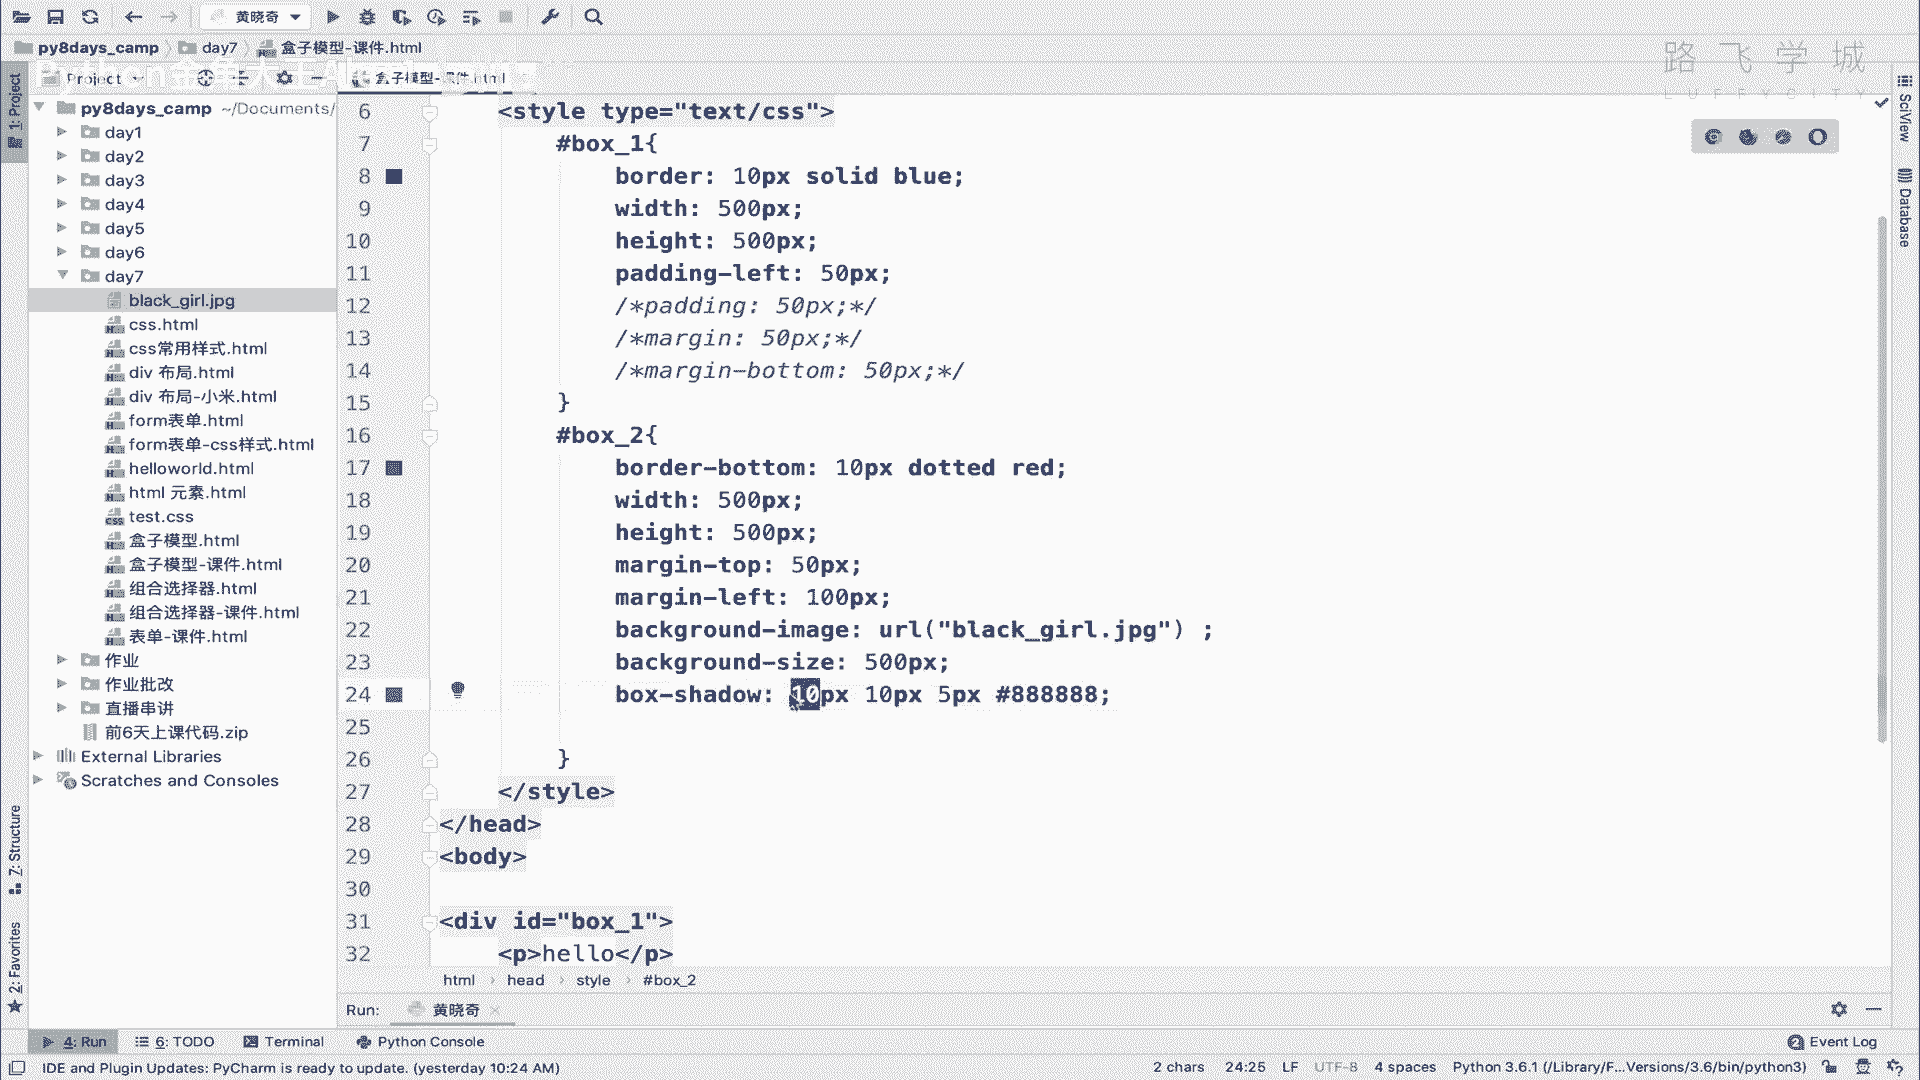 黄晓奇
py8days_camp day7 盒子模型-课件.html
路飞学城
LUFFYCITY
Project
盒子模型-课件.html
1: Project
py8days_camp ~/Documents/
day1
day2
day3
day4
day5
day6
day7
black_girl.jpg
css.html
css常用样式.html
div 布局.html
div 布局-小米.html
form表单.html
form表单-css样式.html
helloworld.html
html 元素.html
test.css
盒子模型.html
盒子模型-课件.html
组合选择器.html
组合选择器-课件.html
表单-课件.html
作业
作业批改
直播串讲
前6天上课代码.zip
External Libraries
Scratches and Consoles
7: Structure
2: Favorites
6 <style type="text/css">
7 #box_1{
8 border: 10px solid blue;
9 width: 500px;
10 height: 500px;
11 padding-left: 50px;
12 /*padding: 50px;*/
13 /*margin: 50px;*/
14 /*margin-bottom: 50px;*/
15 }
16 #box_2{
17 border-bottom: 10px dotted red;
18 width: 500px;
19 height: 500px;
20 margin-top: 50px;
21 margin-left: 100px;
22 background-image: url("black_girl.jpg") ;
23 background-size: 500px;
24 box-shadow: 10px 10px 5px #888888;
25
26 }
27 </style>
28 </head>
29 <body>
30
31 <div id="box_1">
32 <p>hello</p>
SciView
Database
html head style #box_2
Run: 黄晓奇
4: Run 6: TODO Terminal Python Console 2 Event Log
IDE and Plugin Updates: PyCharm is ready to update. (yesterday 10:24 AM) 2 chars 24:25 LF UTF-8 4 spaces Python 3.6.1 (/Library/F...Versions/3.6/bin/python3)